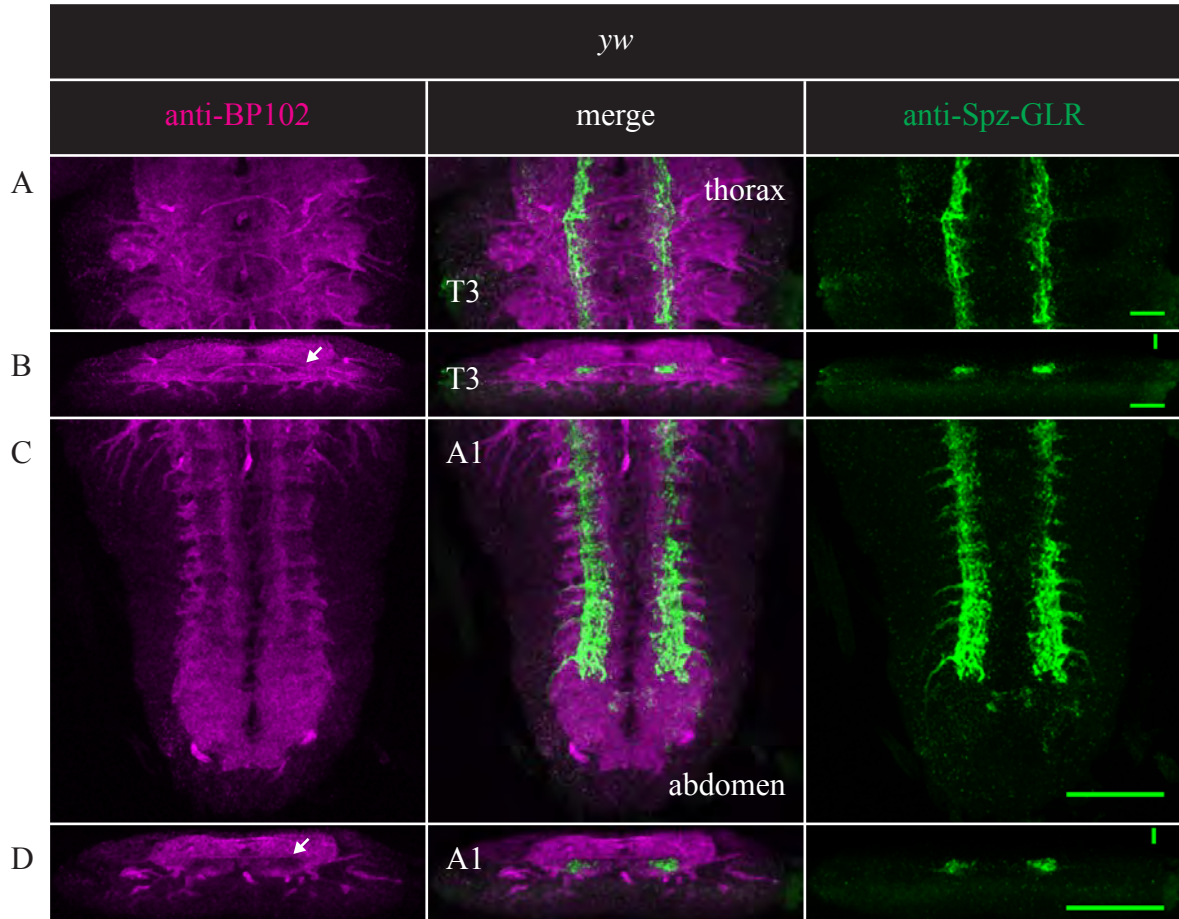 yw
anti-BP102 merge anti-Spz-GLR
A thorax
T3
B T3
C A1
abdomen
D A1